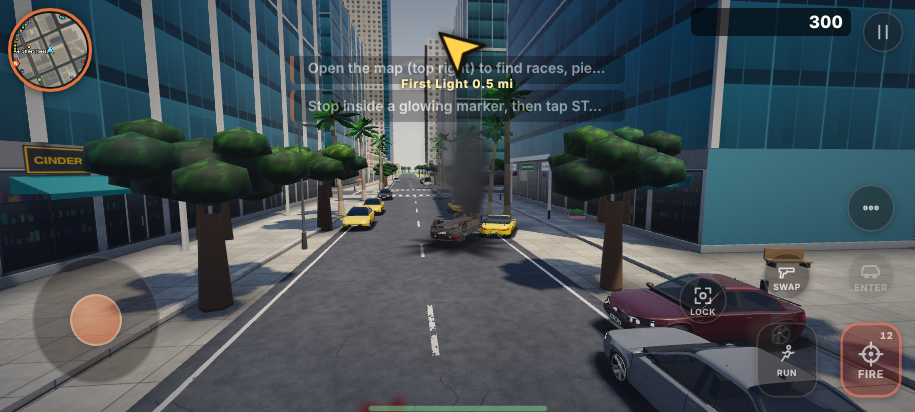 300
Open the map (top right) to find races, pie...
First Light 0.5 mi
Stop inside a glowing marker, then tap ST...
CINDER
SWAP
ENTER
LOCK
12
RUN
FIRE